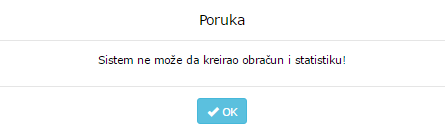 Poruka
Sistem ne može da kreirao obračun i statistiku!
OK